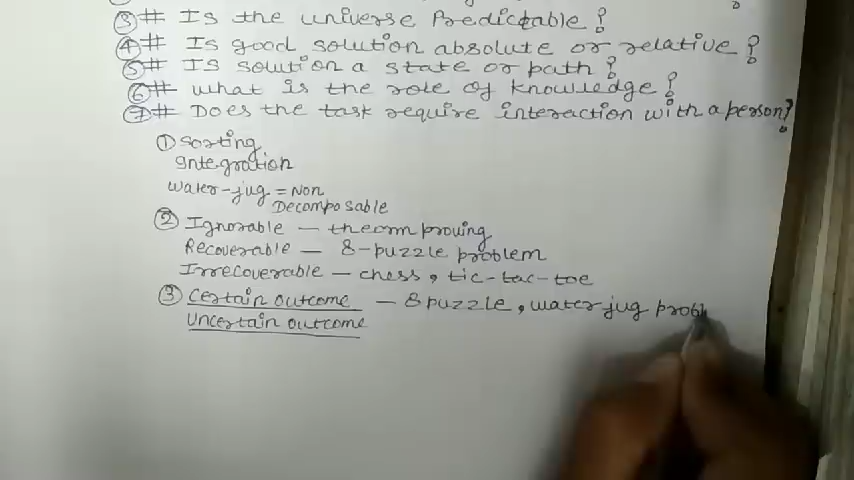 ③# Is the universe Predictable?
④# Is good solution absolute or relative?
⑤# Is solution a state or path?
⑥# what is the role of knowledge?
⑦# Does the task require interaction with a person?
① Sorting
Integration
Water-jug = Non
Decomposable
② Ignorable — theorm proving
Recoverable — 8-puzzle problem
Irrecoverable — chess, tic-tac-toe
③ Certain outcome — 8 puzzle, water-jug prob
Uncertain outcome